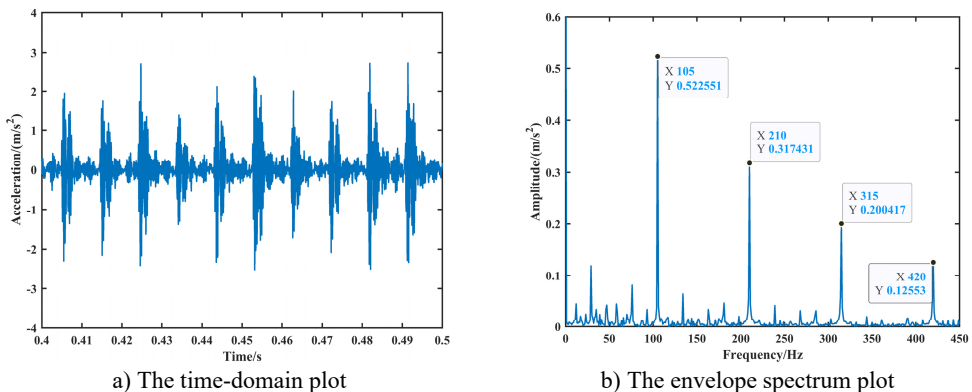 4
3
2
1
0
-1
-2
-3
-4
Acceleration/(m/s²)
0.4 0.41 0.42 0.43 0.44 0.45 0.46 0.47 0.48 0.49 0.5
Time/s
a) The time-domain plot
0.6
0.5
0.4
0.3
0.2
0.1
0
Amplitude/(m/s²)
X 105
Y 0.522551
X 210
Y 0.317431
X 315
Y 0.200417
X 420
Y 0.12553
0 50 100 150 200 250 300 350 400 450
Frequency/Hz
b) The envelope spectrum plot